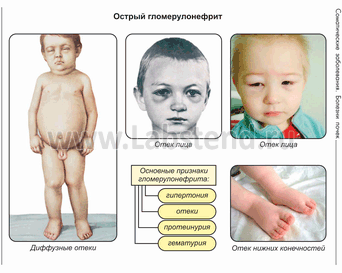 Острый гломерулонефрит
Соматические заболевания. Болезни почек
www.Labstend.ru
Отек лица
Отек лица
Основные признаки
гломерулонефрита:
гипертония
отеки
протеинурия
гематурия
Диффузные отеки
Отек нижних конечностей